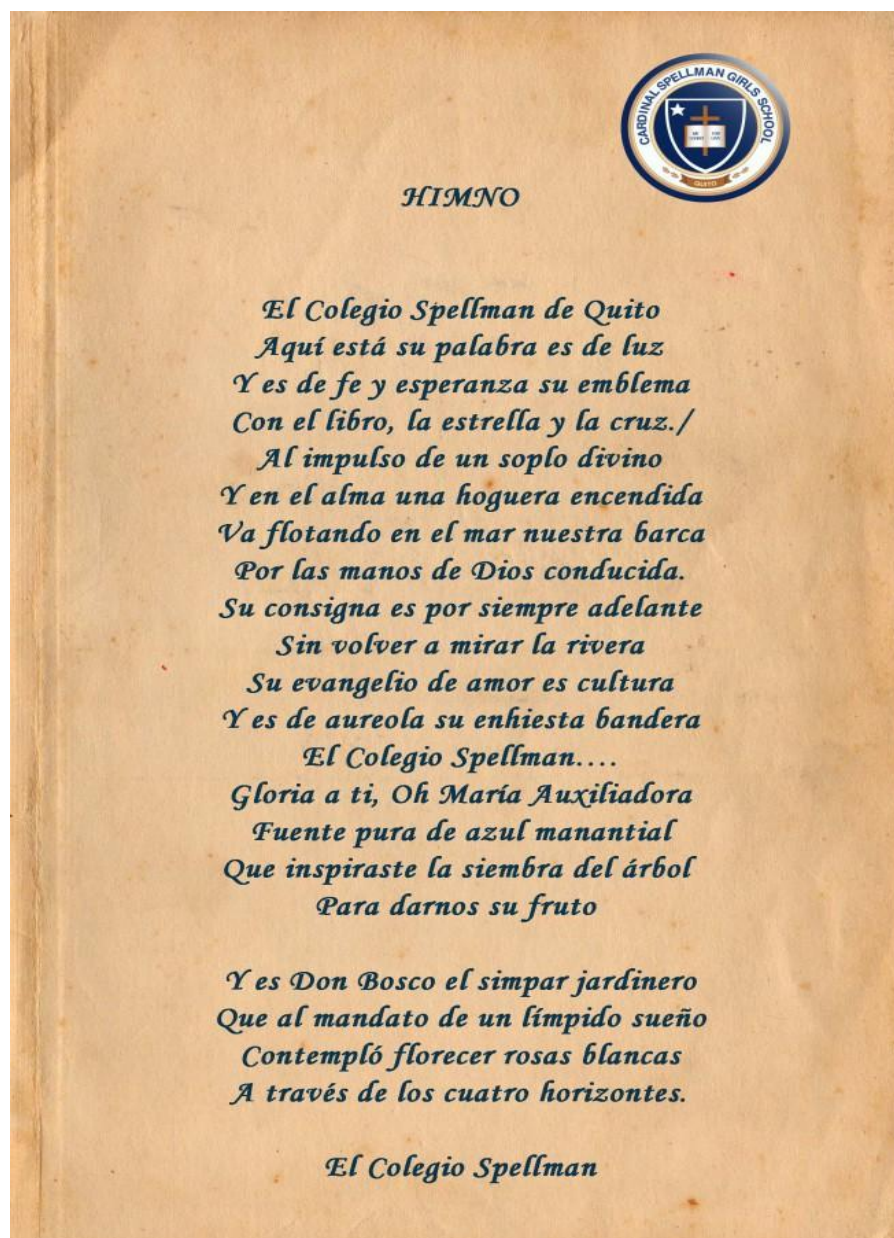 CARDINAL SPELLMAN GIRLS SCHOOL
QUITO
HIMNO
El Colegio Spellman de Quito
Aquí está su palabra es de luz
Y es de fe y esperanza su emblema
Con el libro, la estrella y la cruz./
Al impulso de un soplo divino
Y en el alma una hoguera encendida
Va flotando en el mar nuestra barca
Por las manos de Dios conducida.
Su consigna es por siempre adelante
Sin volver a mirar la rivera
Su evangelio de amor es cultura
Y es de aureola su enhiesta bandera
El Colegio Spellman....
Gloria a ti, Oh María Auxiliadora
Fuente pura de azul manantial
Que inspiraste la siembra del árbol
Para darnos su fruto
Y es Don Bosco el simpar jardinero
Que al mandato de un límpido sueño
Contempló florecer rosas blancas
A través de los cuatro horizontes.
El Colegio Spellman